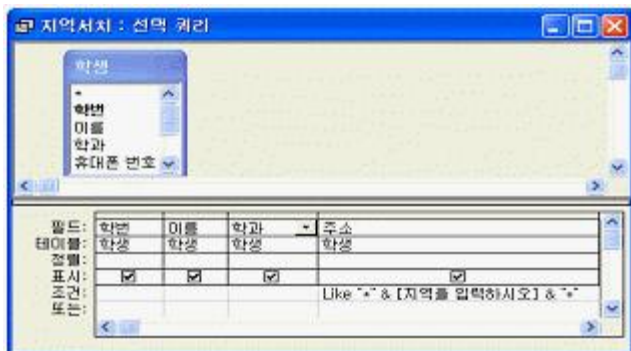 지역서치 : 선택 쿼리
학생
*
학번
이름
학과
휴대폰 번호
필드: 학번 이름 학과 주소
테이블: 학생 학생 학생 학생
정렬:
표시:
조건: Like "*" & [지역를 입력하시오] & "*"
또는: